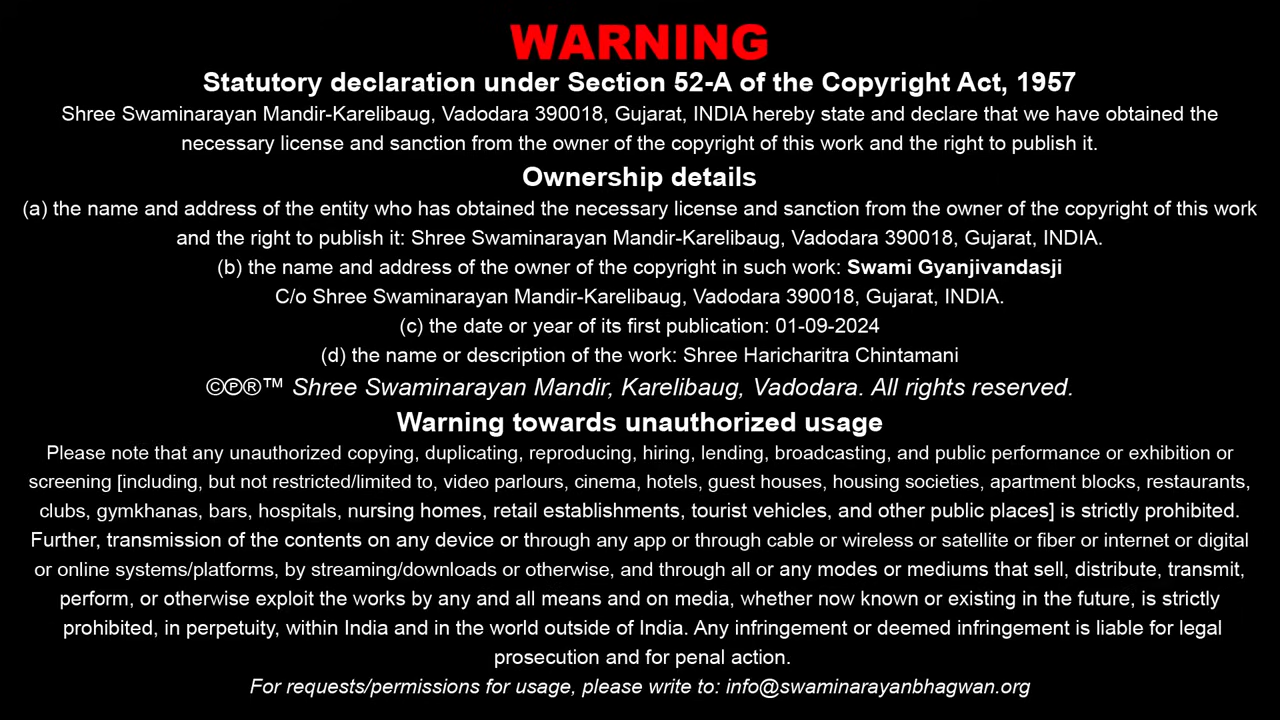 WARNING
Statutory declaration under Section 52-A of the Copyright Act, 1957
Shree Swaminarayan Mandir-Karelibaug, Vadodara 390018, Gujarat, INDIA hereby state and declare that we have obtained the
necessary license and sanction from the owner of the copyright of this work and the right to publish it.
Ownership details
(a) the name and address of the entity who has obtained the necessary license and sanction from the owner of the copyright of this work
and the right to publish it: Shree Swaminarayan Mandir-Karelibaug, Vadodara 390018, Gujarat, INDIA.
(b) the name and address of the owner of the copyright in such work: Swami Gyanjivandasji
C/o Shree Swaminarayan Mandir-Karelibaug, Vadodara 390018, Gujarat, INDIA.
(c) the date or year of its first publication: 01-09-2024
(d) the name or description of the work: Shree Haricharitra Chintamani
©℗®™ Shree Swaminarayan Mandir, Karelibaug, Vadodara. All rights reserved.
Warning towards unauthorized usage
Please note that any unauthorized copying, duplicating, reproducing, hiring, lending, broadcasting, and public performance or exhibition or
screening [including, but not restricted/limited to, video parlours, cinema, hotels, guest houses, housing societies, apartment blocks, restaurants,
clubs, gymkhanas, bars, hospitals, nursing homes, retail establishments, tourist vehicles, and other public places] is strictly prohibited.
Further, transmission of the contents on any device or through any app or through cable or wireless or satellite or fiber or internet or digital
or online systems/platforms, by streaming/downloads or otherwise, and through all or any modes or mediums that sell, distribute, transmit,
perform, or otherwise exploit the works by any and all means and on media, whether now known or existing in the future, is strictly
prohibited, in perpetuity, within India and in the world outside of India. Any infringement or deemed infringement is liable for legal
prosecution and for penal action.
For requests/permissions for usage, please write to: info@swaminarayanbhagwan.org